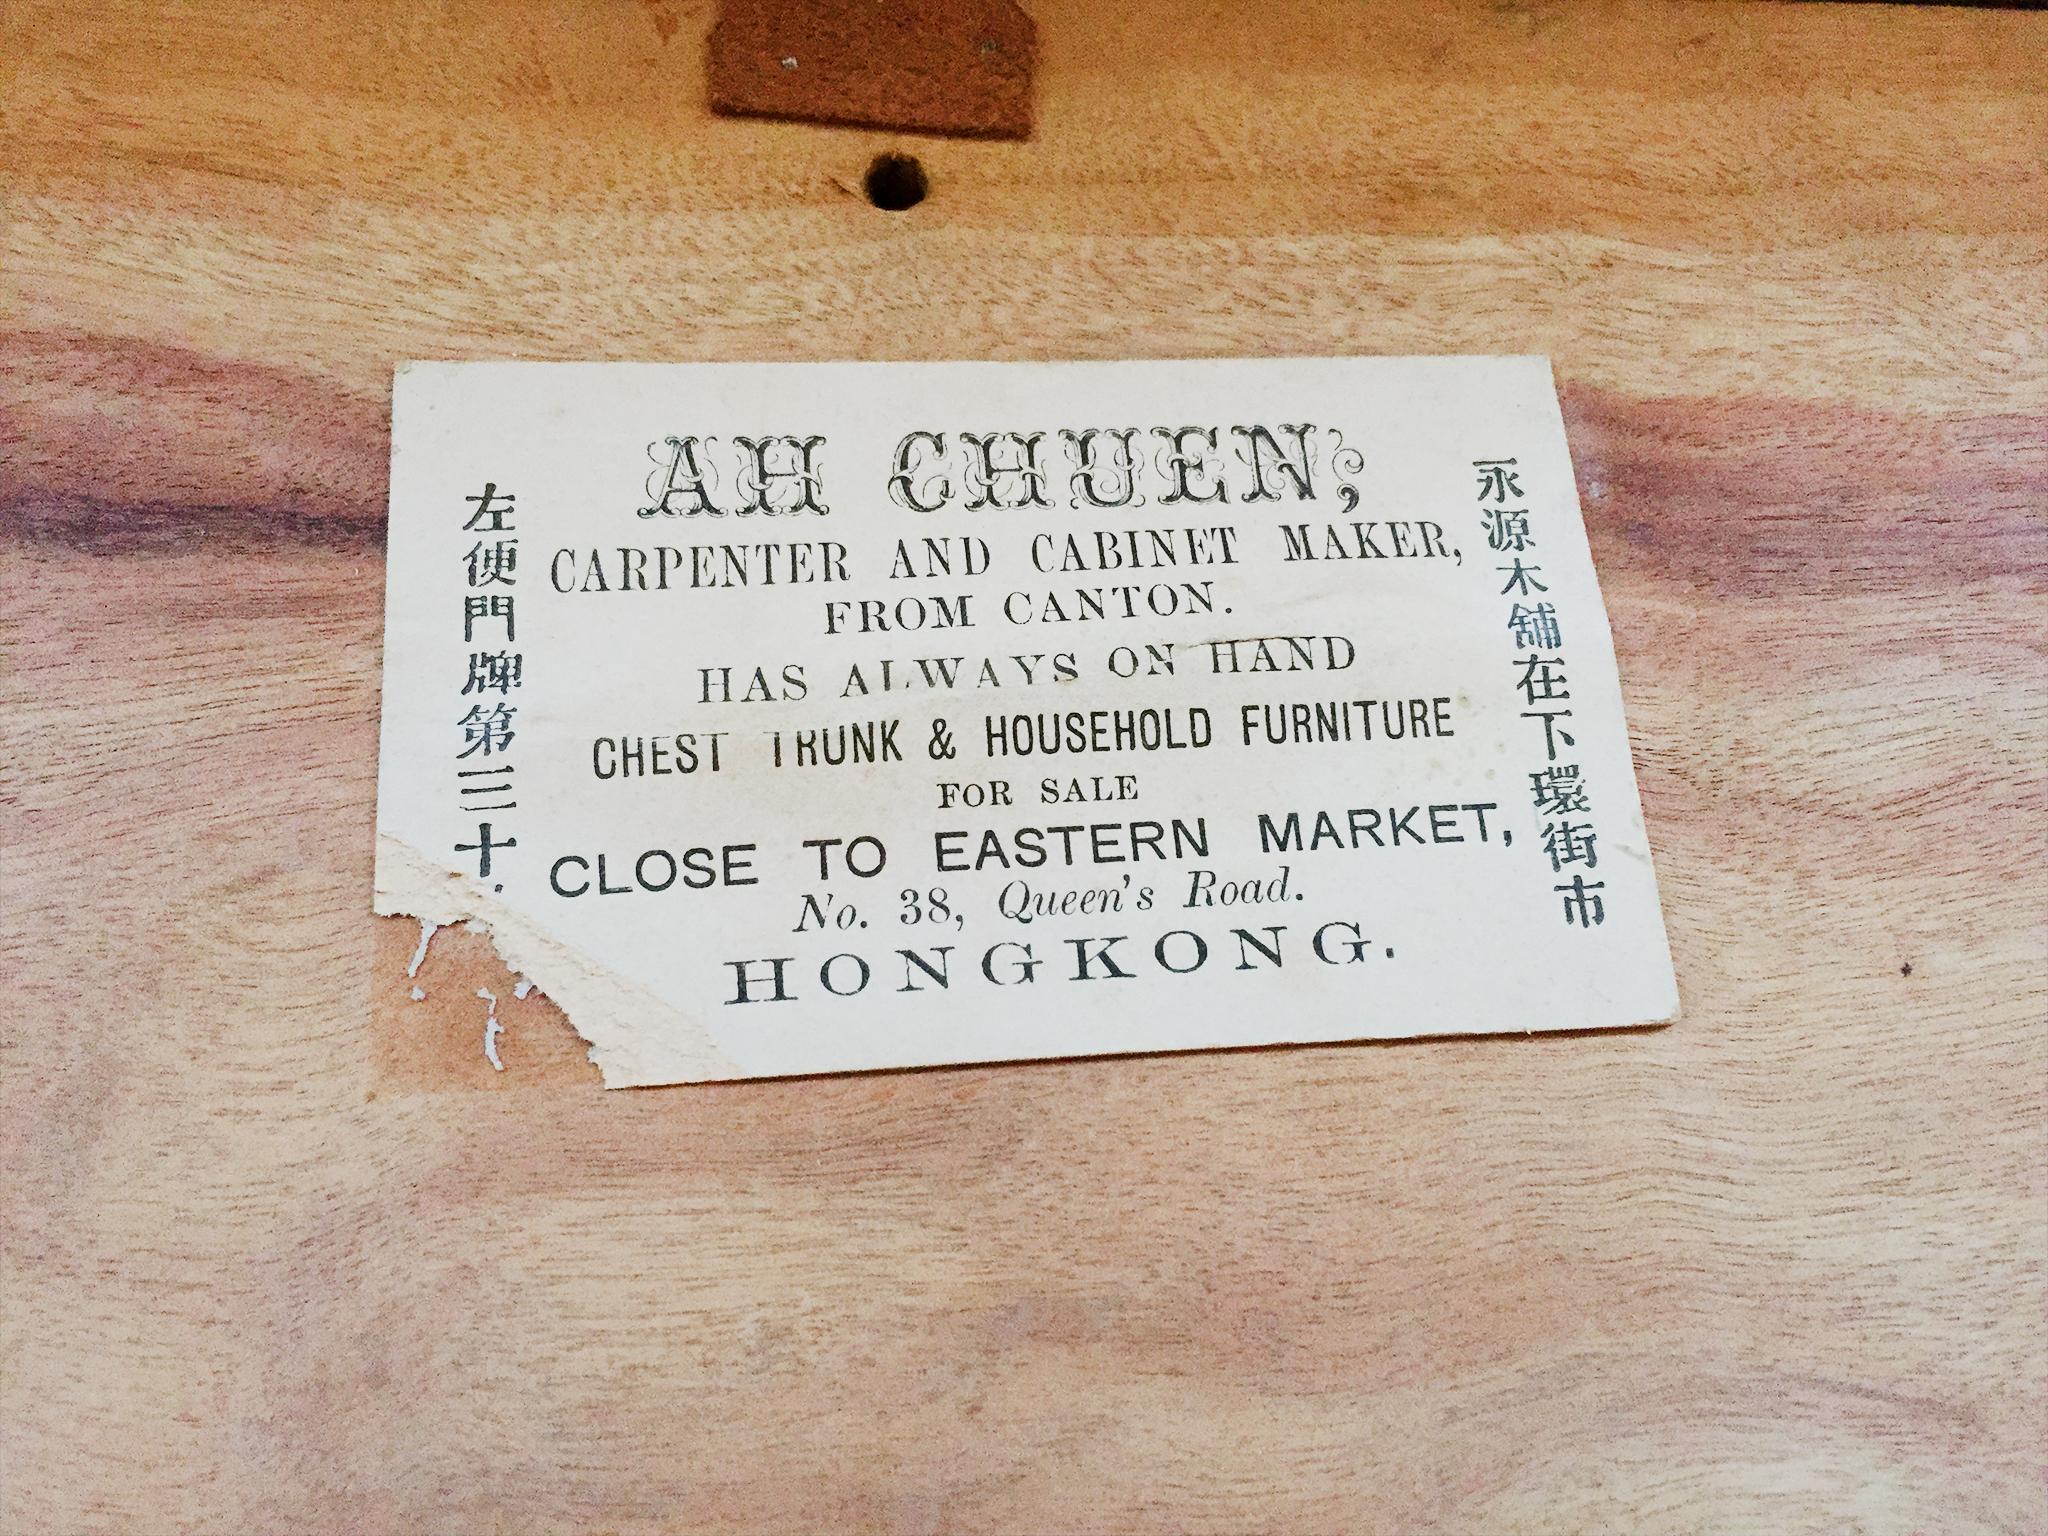 AH CHUEN,
CARPENTER AND CABINET MAKER,
FROM CANTON.
HAS ALWAYS ON HAND
CHEST TRUNK & HOUSEHOLD FURNITURE
FOR SALE
CLOSE TO EASTERN MARKET,
No. 38, Queen's Road.
HONGKONG.
永源木舖在下環街市
左便門牌第三十